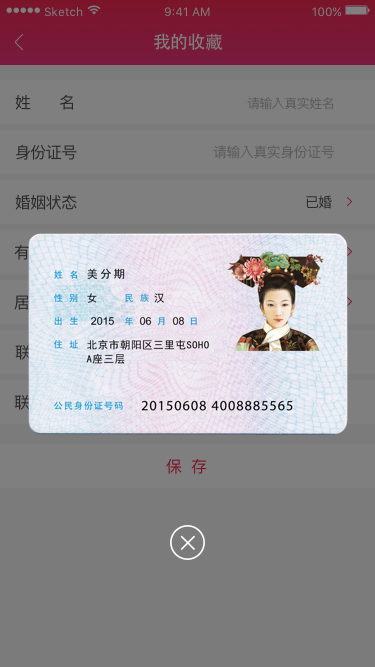 Sketch 9:41 AM 100%
我的收藏
姓 名 请输入真实姓名
身份证号 请输入真实身份证号
婚姻状态 已婚
有
居
联
联
姓 名 美分期
性 别 女 民 族 汉
出 生 2015 年 06 月 08 日
住 址 北京市朝阳区三里屯SOHO
A座三层
公民身份证号码 20150608 4008885565
保 存